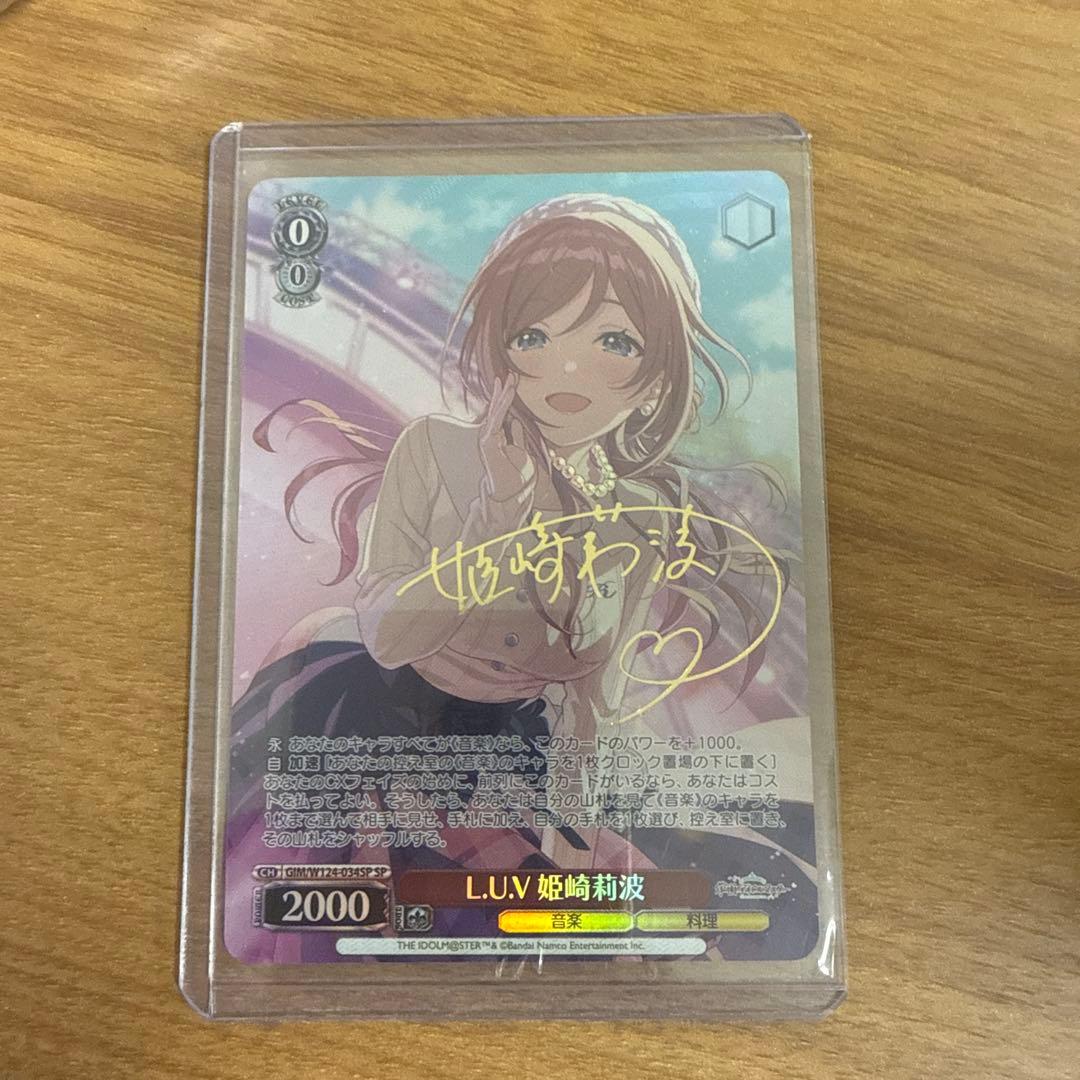 LEVEL
0
0
COST
姫崎莉波
永 あなたのキャラすべてが《音楽》なら、このカードのパワーを+1000。
自 加速［あなたの控え室の《音楽》のキャラを1枚クロック置場の下に置く］
あなたのCXフェイズの始めに、前列にこのカードがいるなら、あなたはコス
トを払ってよい。そうしたら、あなたは自分の山札を見て《音楽》のキャラを
1枚まで選んで相手に見せ、手札に加え、自分の手札を1枚選び、控え室に置き、
その山札をシャッフルする。
CH GIM/W124-034SP SP
L.U.V 姫崎莉波
POWER 2000 SOUL
音楽 料理
THE IDOLM@STER™& ©Bandai Namco Entertainment Inc.